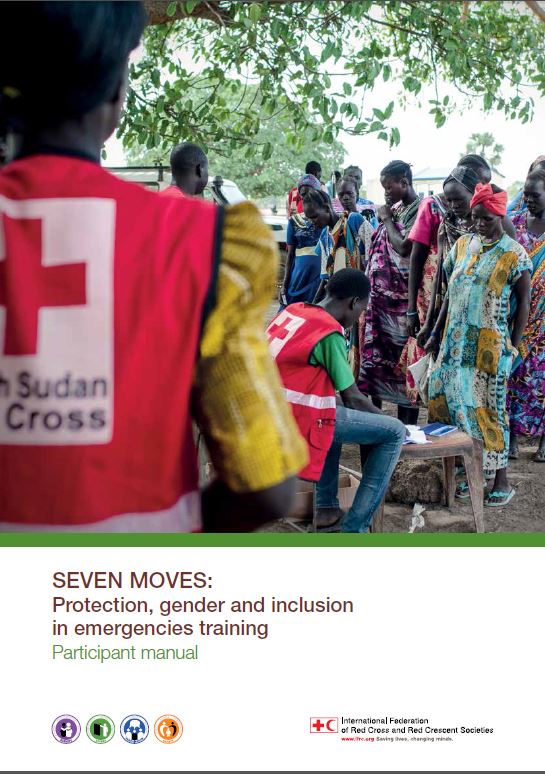 h Sudan
Cross
SEVEN MOVES:
Protection, gender and inclusion
in emergencies training
Participant manual
International Federation
of Red Cross and Red Crescent Societies
www.ifrc.org Saving lives, changing minds.